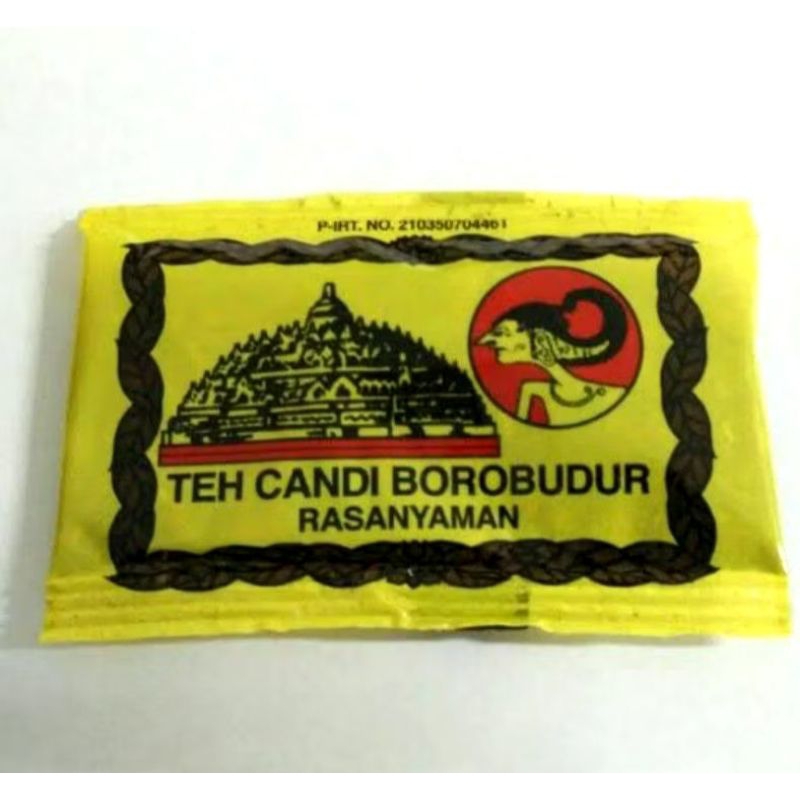 P-IRT. NO. 210350704461
TEH CANDI BOROBUDUR
RASANYAMAN